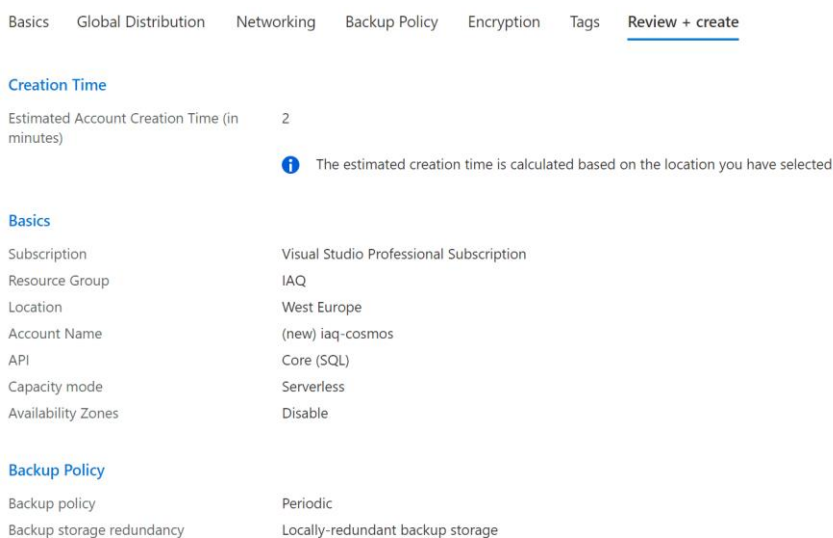 Basics Global Distribution Networking Backup Policy Encryption Tags Review + create
Creation Time
Estimated Account Creation Time (in 2
minutes)
The estimated creation time is calculated based on the location you have selected
Basics
Subscription Visual Studio Professional Subscription
Resource Group IAQ
Location West Europe
Account Name (new) iaq-cosmos
API Core (SQL)
Capacity mode Serverless
Availability Zones Disable
Backup Policy
Backup policy Periodic
Backup storage redundancy Locally-redundant backup storage